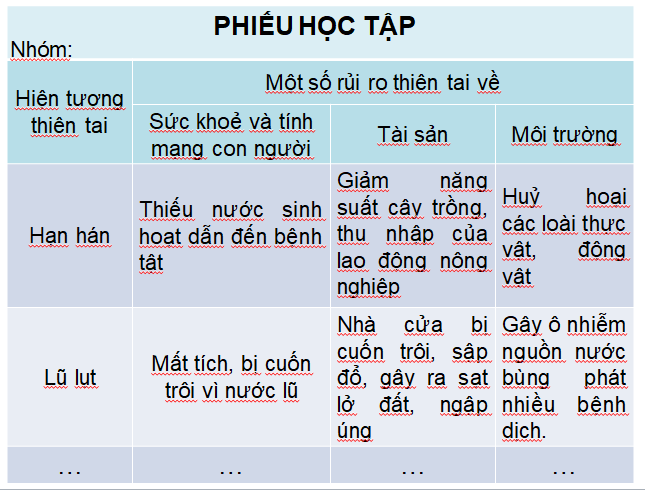 PHIẾU HỌC TẬP
Nhóm:
Hiện tượng
thiên tai
Một số rủi ro thiên tai về
Sức khoẻ và tính
mạng con người
Tài sản
Môi trường
Hạn hán
Thiếu nước sinh
hoạt dẫn đến bệnh
tật
Giảm năng
suất cây trồng,
thu nhập của
lao động nông
nghiệp
Huỷ hoại
các loài thực
vật, động
vật
Lũ lụt
Mất tích, bị cuốn
trôi vì nước lũ
Nhà cửa bị
cuốn trôi, sập
đổ, gây ra sạt
lở đất, ngập
úng
Gây ô nhiễm
nguồn nước
bùng phát
nhiều bệnh
dịch.
…
…
…
…